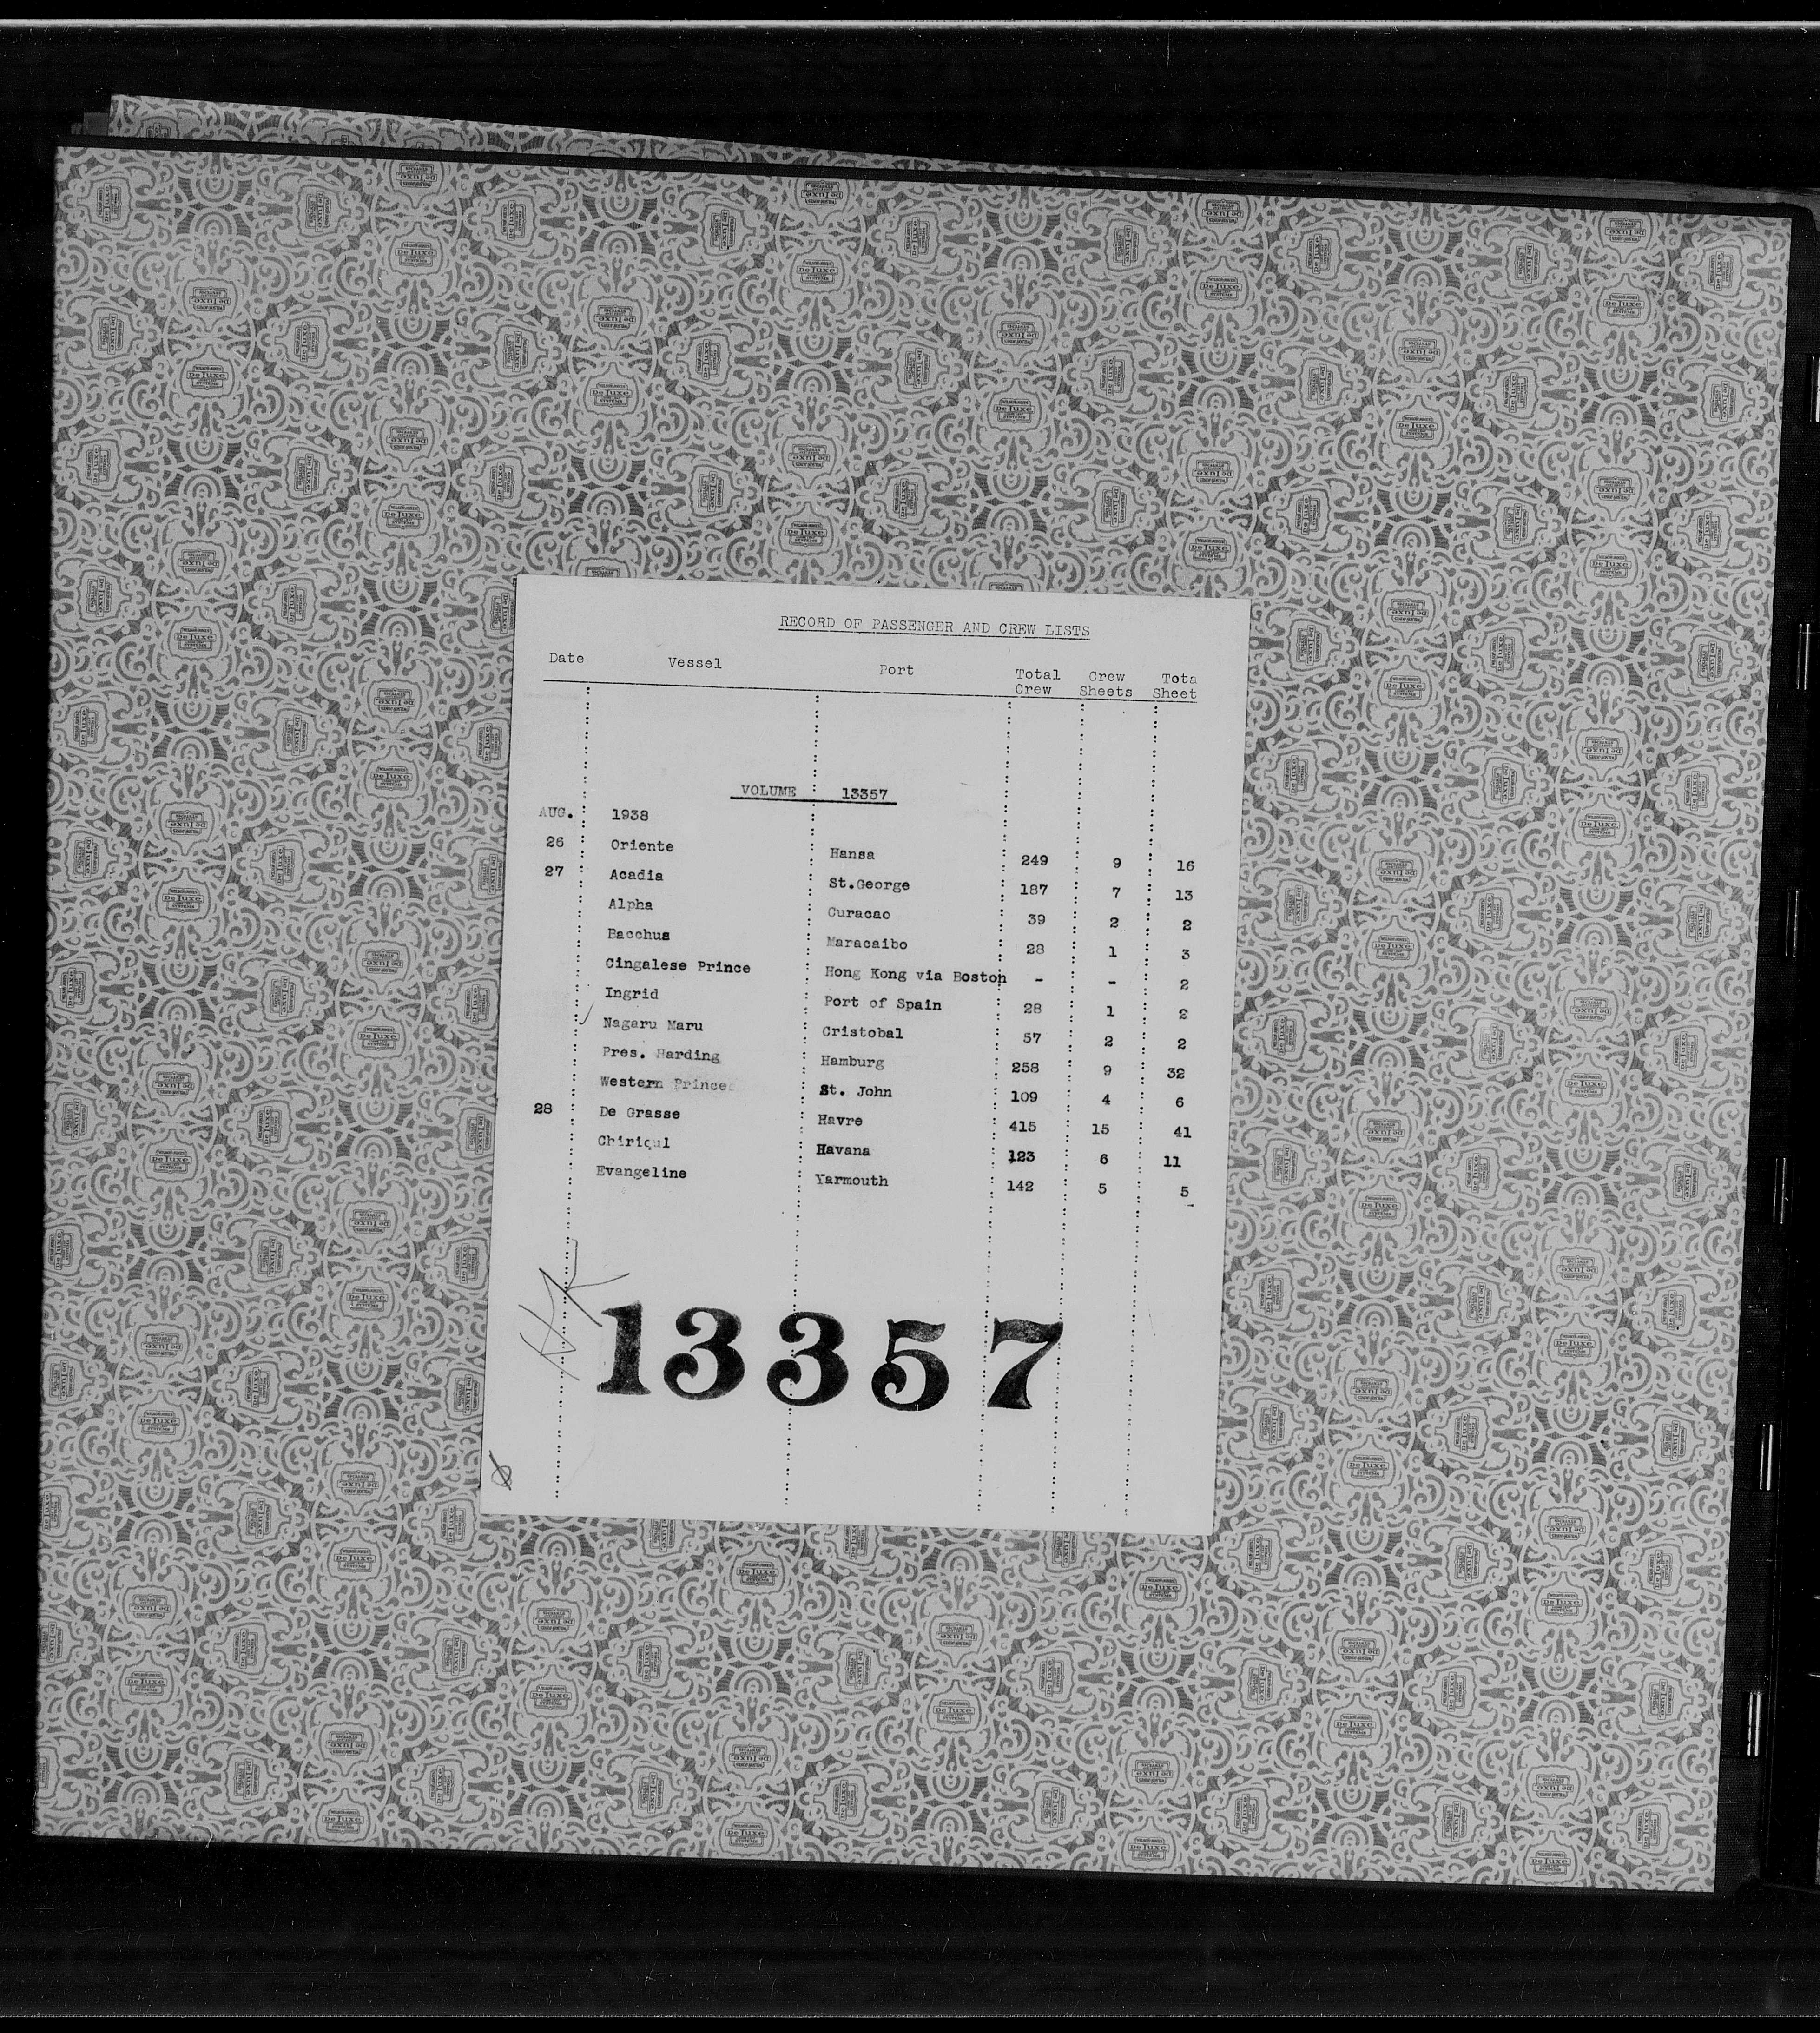 RECORD OF PASSENGER AND CREW LISTS
Date Vessel Port Total Crew Crew Sheets Tota Sheet
VOLUME 13357
AUG. 1938
26 Oriente Hansa 249 9 16
27 Acadia St.George 187 7 13
Alpha Curacao 39 2 2
Bacchus Maracaibo 28 1 3
Cingalese Prince Hong Kong via Boston - - 2
Ingrid Port of Spain 28 1 2
Nagaru Maru Cristobal 57 2 2
Pres. Harding Hamburg 258 9 32
Western Prince St. John 109 4 6
28 De Grasse Havre 415 15 41
Chiriqui Havana 123 6 11
Evangeline Yarmouth 142 5 5
13357
De luxe